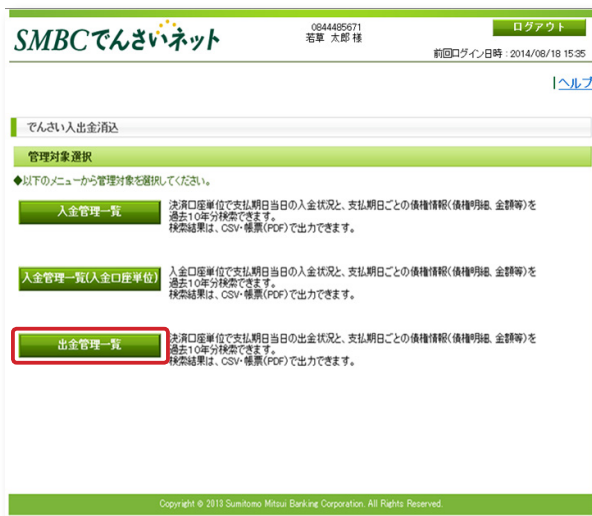 SMBCでんさいネット
0844485671
若草 太郎 様
ログアウト
前回ログイン日時：2014/08/18 15:35
|ヘルプ
でんさい入出金消込
管理対象選択
◆以下のメニューから管理対象を選択してください。
入金管理一覧
決済口座単位で支払期日当日の入金状況と、支払期日ごとの債権情報(債権明細、金額等)を
過去10年分検索できます。
検索結果は、CSV・帳票(PDF)で出力できます。
入金管理一覧(入金口座単位)
入金口座単位で支払期日当日の入金状況と、支払期日ごとの債権情報(債権明細、金額等)を
過去10年分検索できます。
検索結果は、CSV・帳票(PDF)で出力できます。
出金管理一覧
決済口座単位で支払期日当日の出金状況と、支払期日ごとの債権情報(債権明細、金額等)を
過去10年分検索できます。
検索結果は、CSV・帳票(PDF)で出力できます。
Copyright © 2013 Sumitomo Mitsui Banking Corporation. All Rights Reserved.